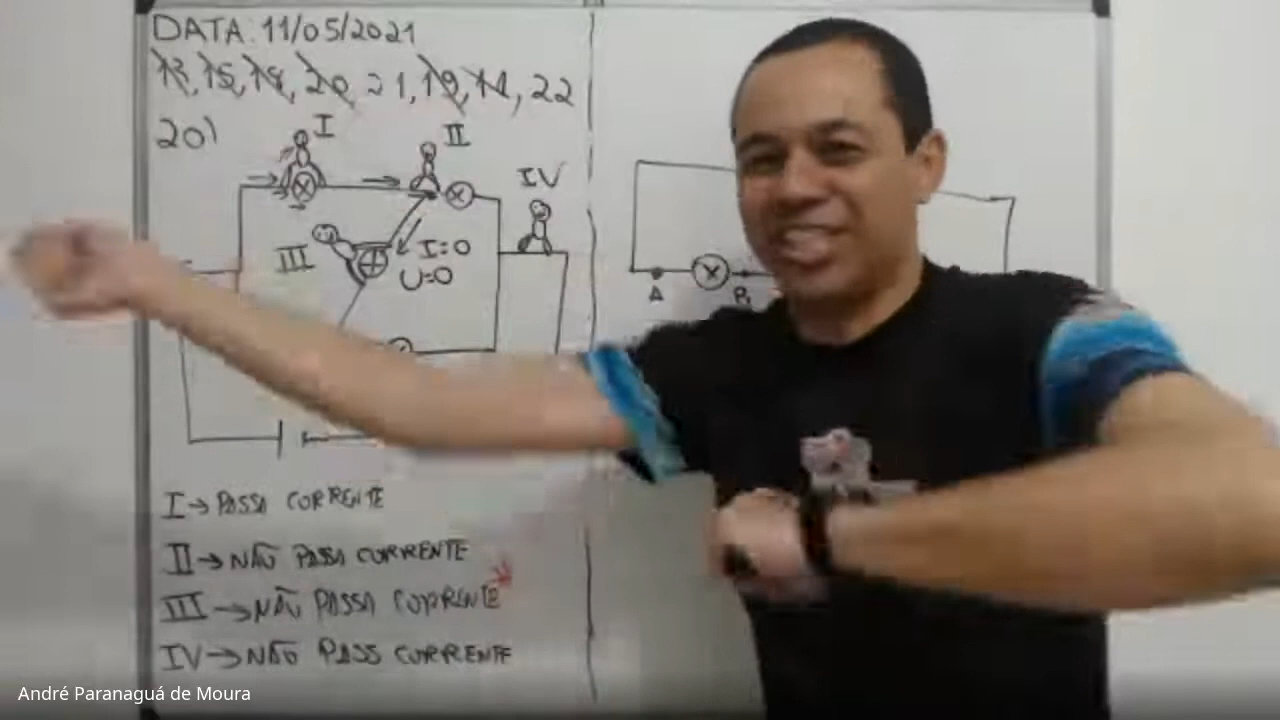 DATA: 11/05/2021
13, 15, 18, 20, 21, 19, 14, 22
20)
I
II
IV
III
I=0
U=0
A
B
I → PASSA CORRENTE
II → NÃO PASSA CORRENTE
III → NÃO PASSA CORRENTE
IV → NÃO PASS CORRENTE
André Paranaguá de Moura